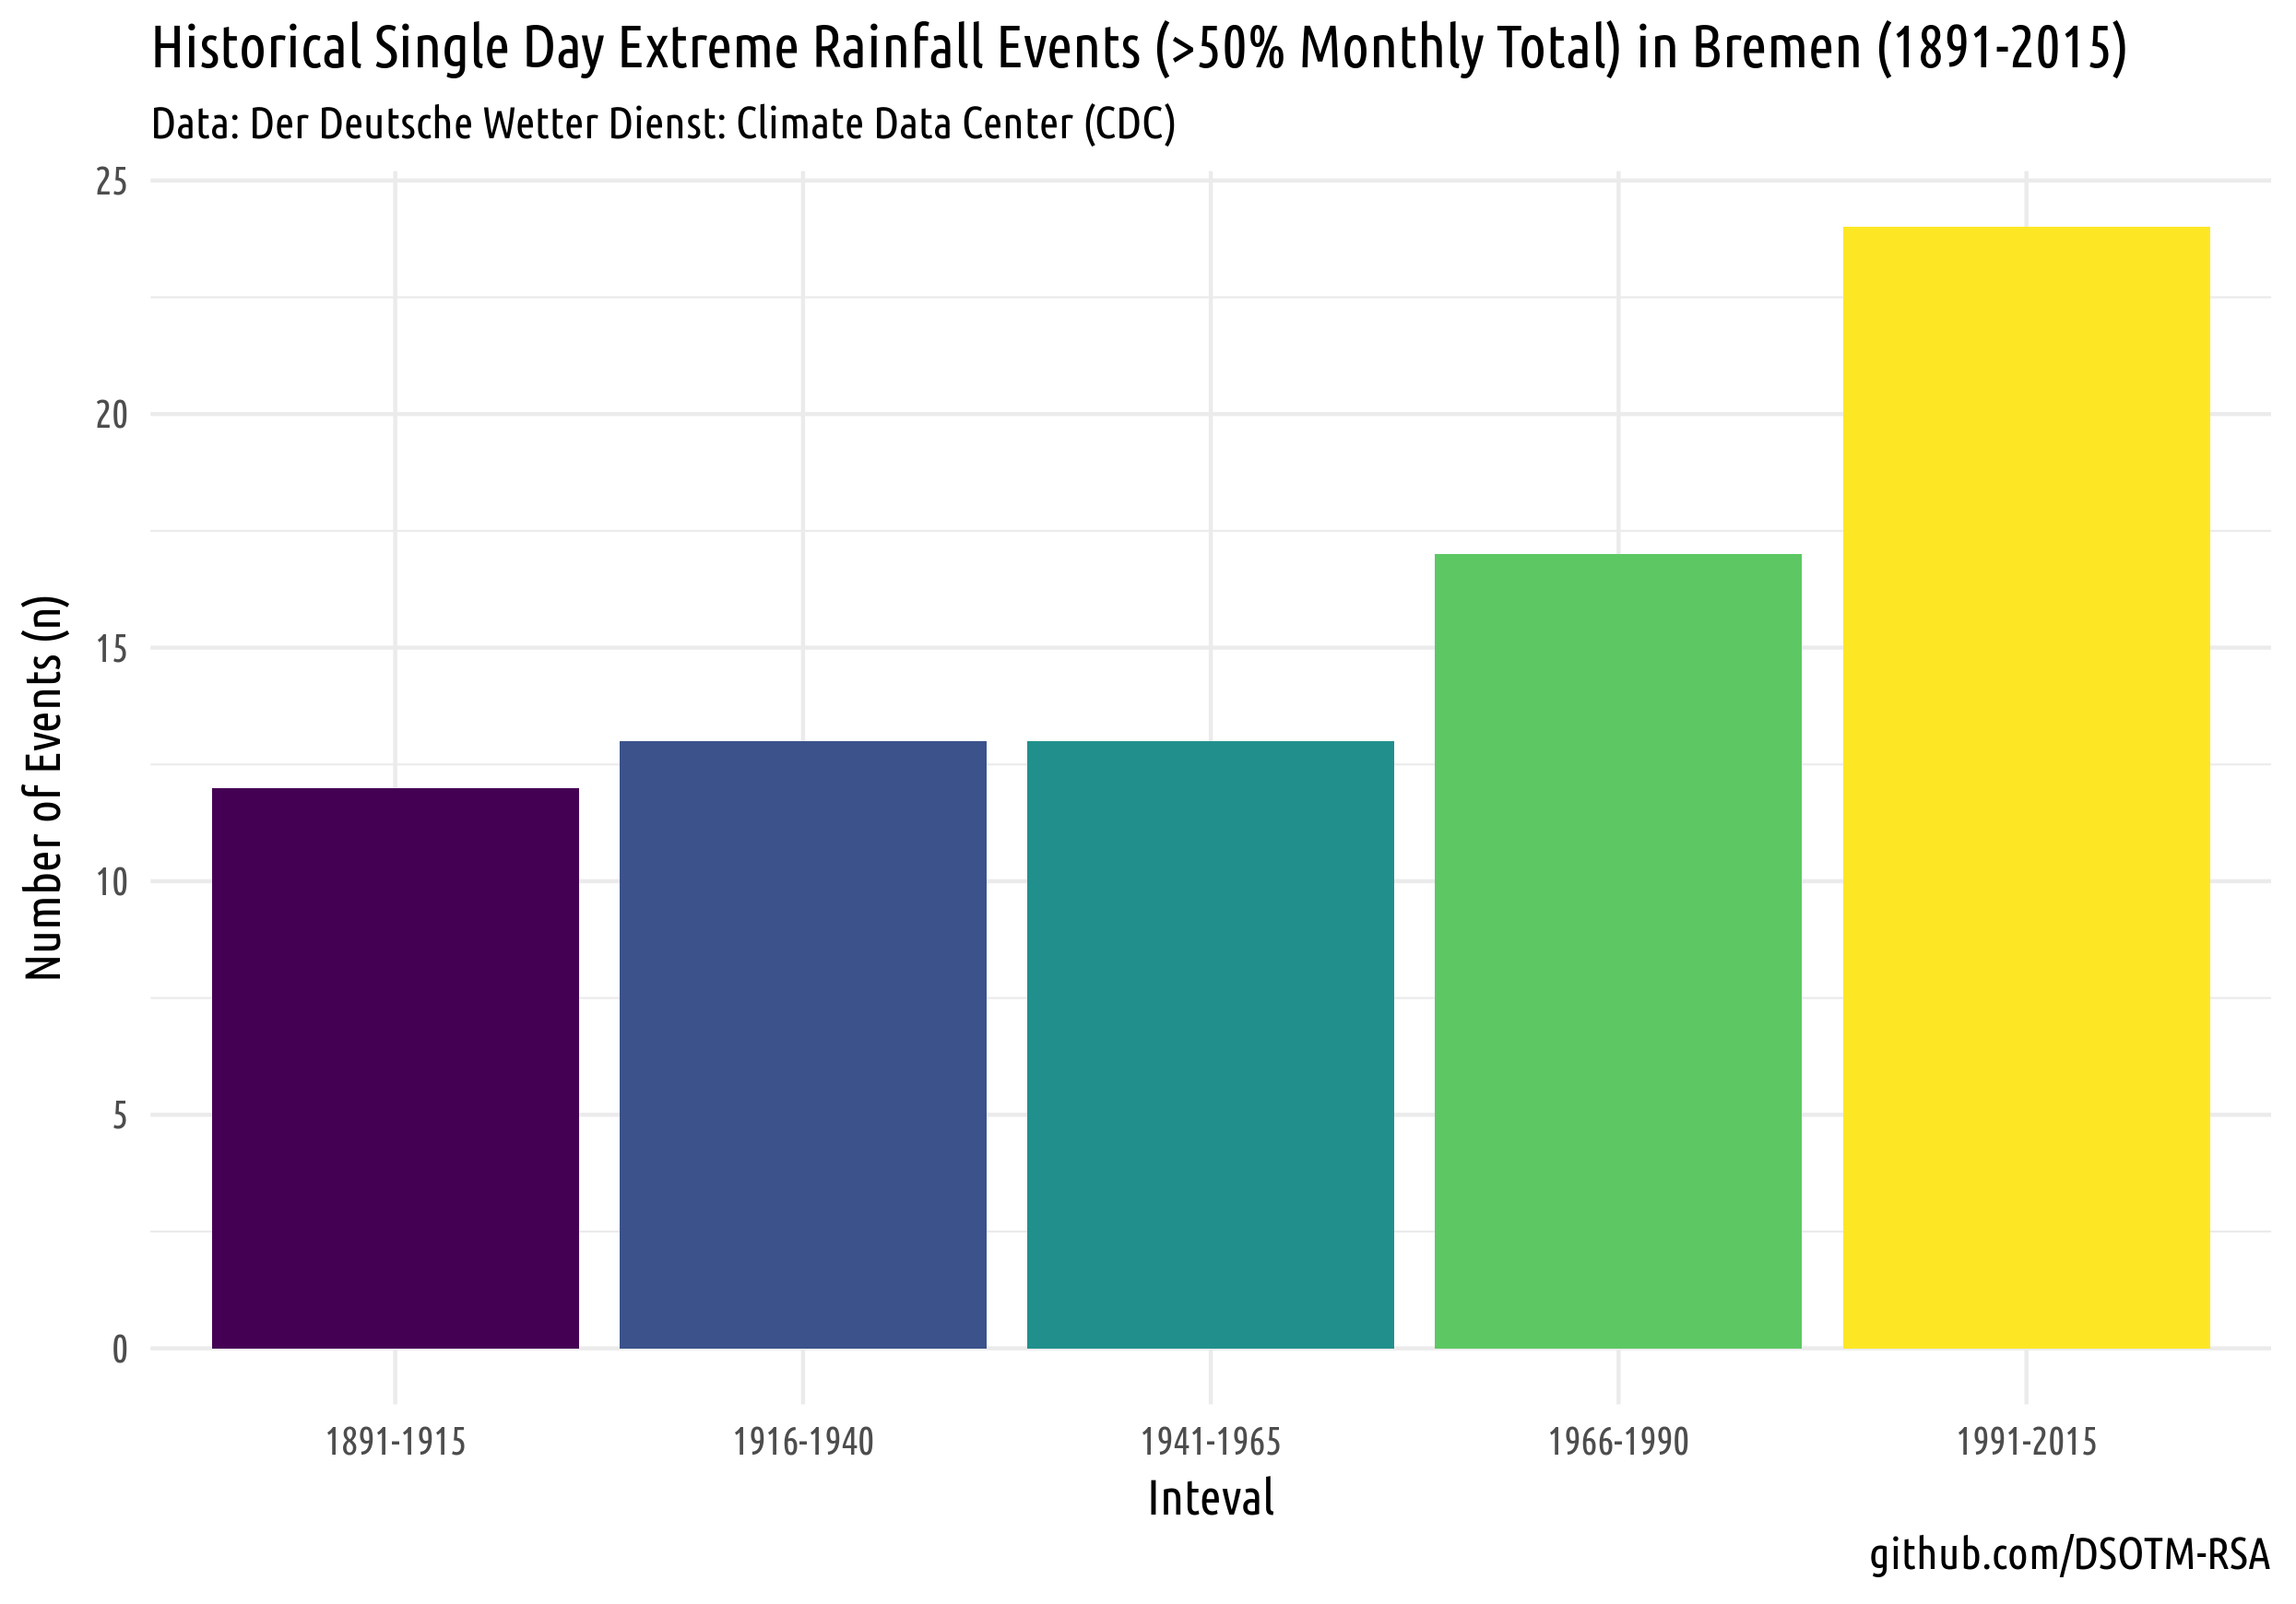 Historical Single Day Extreme Rainfall Events (>50% Monthly Total) in Bremen (1891-2015)
Data: Der Deutsche Wetter Dienst: Climate Data Center (CDC)
25
20
15
10
5
0
Number of Events (n)
1891-1915 1916-1940 1941-1965 1966-1990 1991-2015
Inteval
github.com/DSOTM-RSA